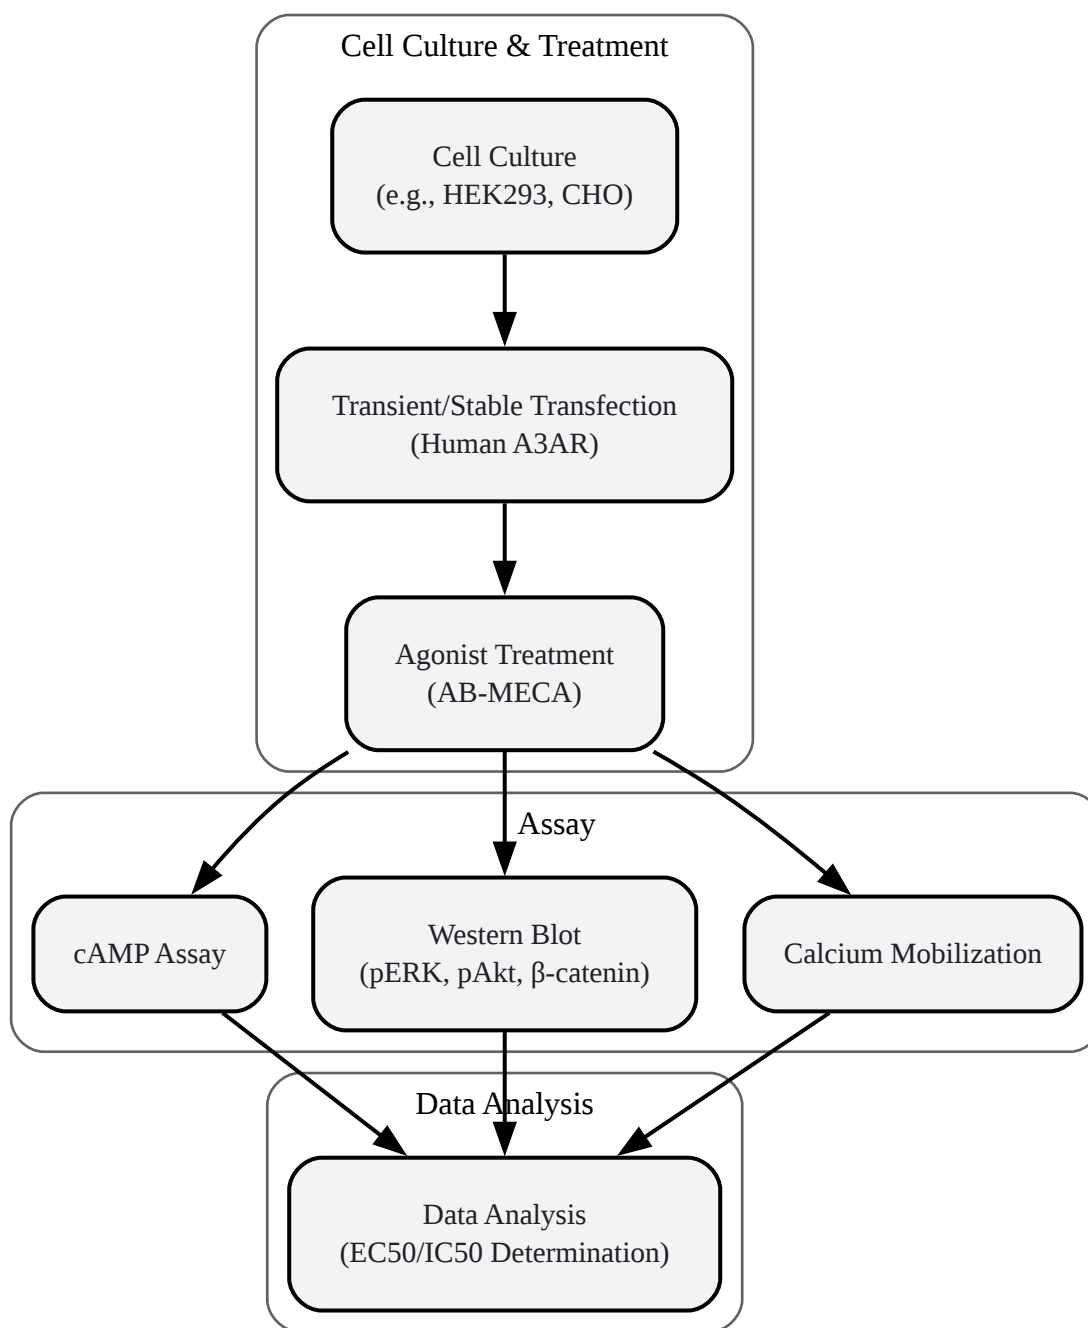 Cell Culture & Treatment
Cell Culture
(e.g., HEK293, CHO)
Transient/Stable Transfection
(Human A3AR)
Agonist Treatment
(AB-MECA)
Assay
cAMP Assay
Western Blot
(pERK, pAkt, β-catenin)
Calcium Mobilization
Data Analysis
Data Analysis
(EC50/IC50 Determination)